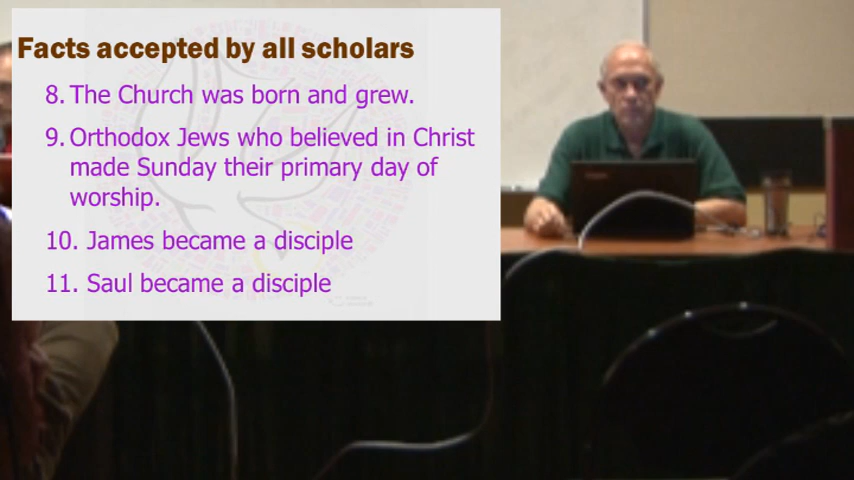 Facts accepted by all scholars
8. The Church was born and grew.
9. Orthodox Jews who believed in Christ
made Sunday their primary day of
worship.
10. James became a disciple
11. Saul became a disciple